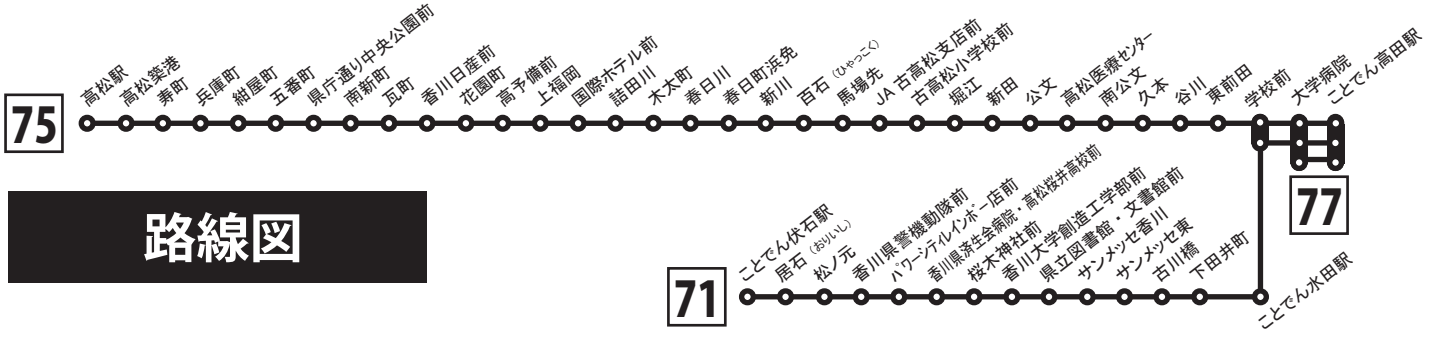 75
高松駅
高松築港
寿町
兵庫町
紺屋町
五番町
県庁通り中央公園前
南新町
瓦町
香川日産前
花園町
高予備前
上福岡
国際ホテル前
詰田川
木太町
春日川
春日町浜免
新川
百石（ひゃっこく）
馬場先
JA古高松支店前
古高松小学校前
堀江
新田
公文
高松医療センター
南公文
久本
谷川
東前田
学校前
大学病院
ことでん高田駅
77
路線図
71
ことでん伏石駅
居石（おりいし）
松ノ元
香川県警機動隊前
パワーシティレインボー店前
香川県済生会病院・高松桜井高校前
桜木神社前
香川大学創造工学部前
県立図書館・文書館前
サンメッセ香川
サンメッセ東
古川橋
下田井町
ことでん水田駅